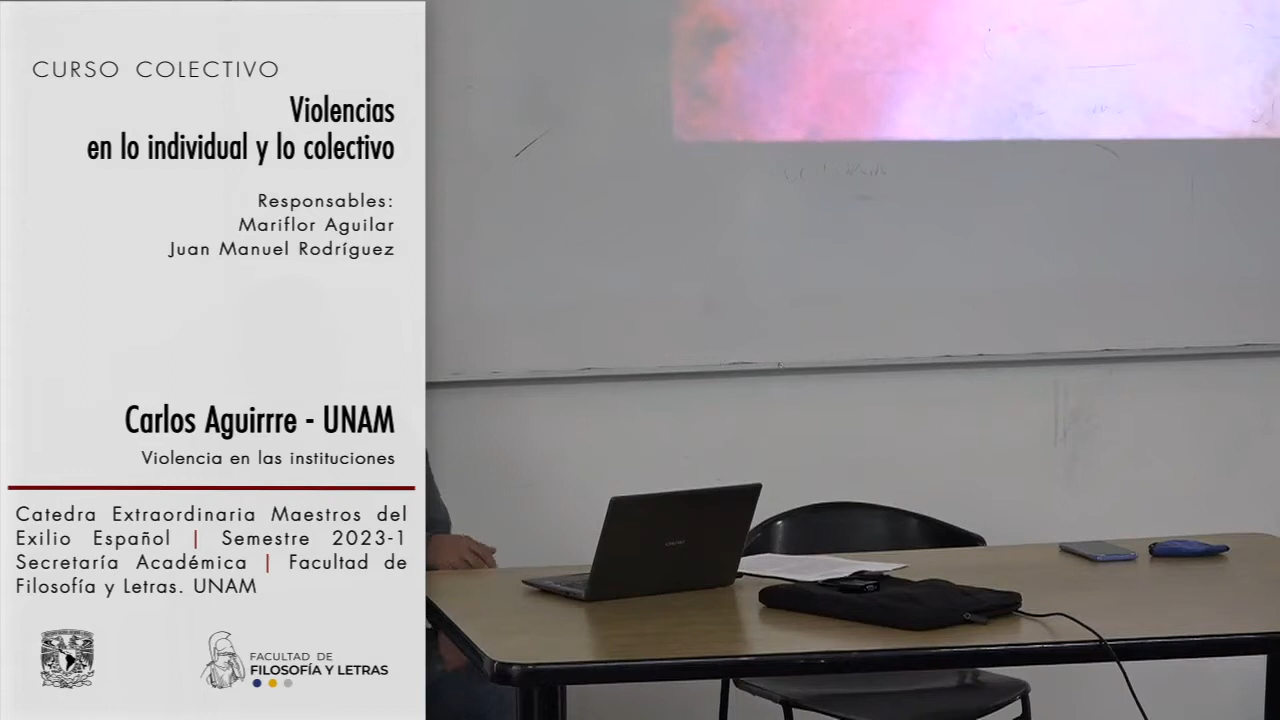 CURSO COLECTIVO
Violencias
en lo individual y lo colectivo
Responsables:
Mariflor Aguilar
Juan Manuel Rodríguez
Carlos Aguirrre - UNAM
Violencia en las instituciones
Catedra Extraordinaria Maestros del
Exilio Español | Semestre 2023-1
Secretaría Académica | Facultad de
Filosofía y Letras. UNAM
FACULTAD DE
FILOSOFÍA Y LETRAS